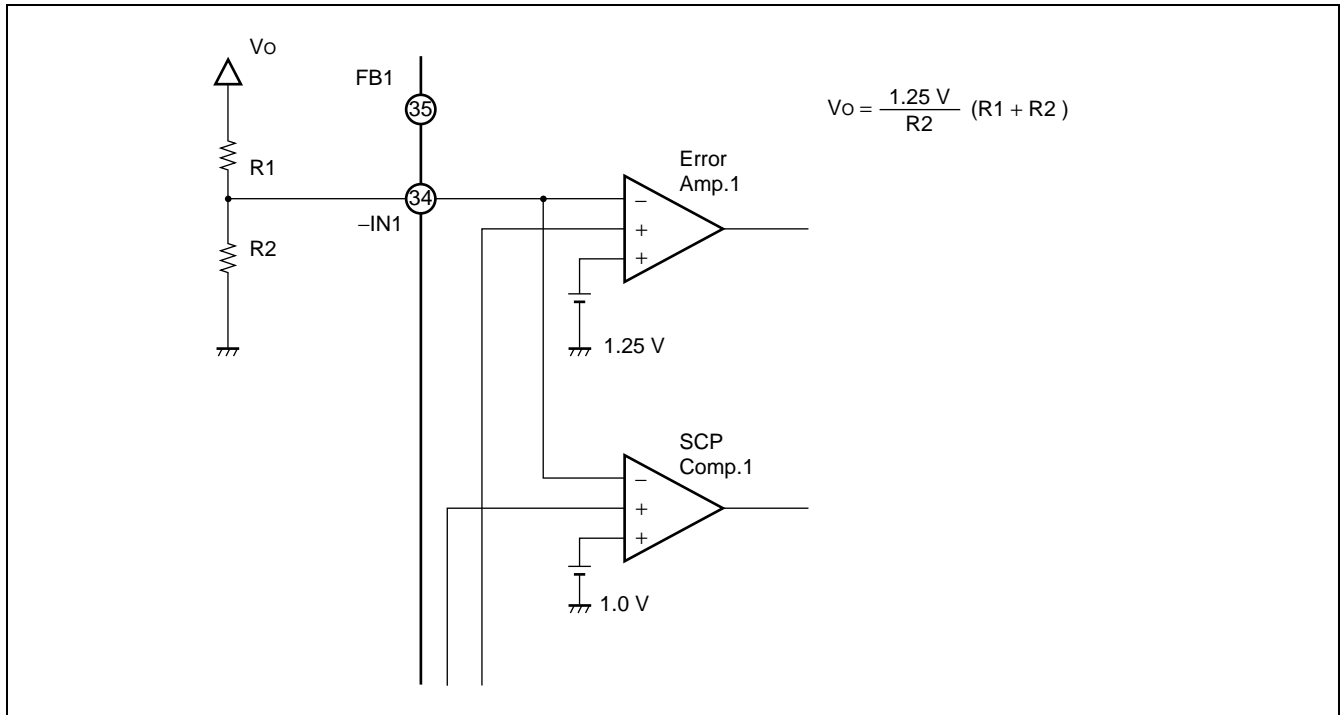 Vo
FB1
35
Vo = 1.25 V / R2 (R1 + R2 )
R1
Error
Amp.1
34
−
−IN1
+
R2
+
1.25 V
SCP
Comp.1
−
+
+
1.0 V